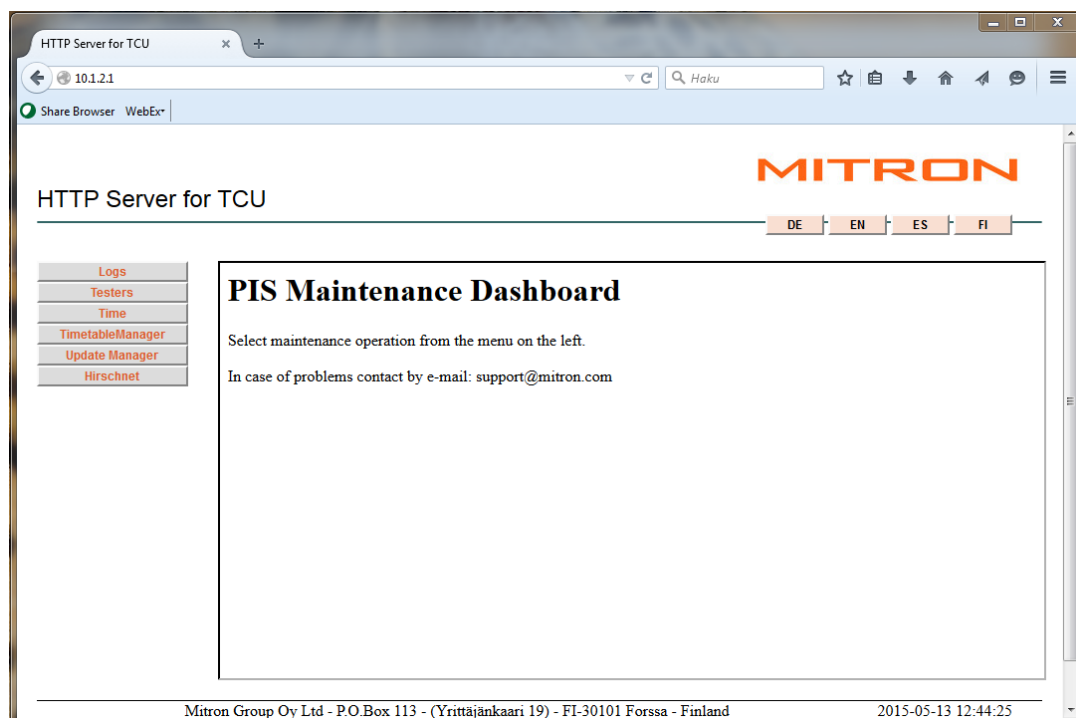 HTTP Server for TCU
10.1.2.1
Haku
Share Browser WebEx
MITRON
HTTP Server for TCU
DE EN ES FI
Logs
Testers
Time
TimetableManager
Update Manager
Hirschnet
PIS Maintenance Dashboard
Select maintenance operation from the menu on the left.
In case of problems contact by e-mail: support@mitron.com
Mitron Group Oy Ltd - P.O.Box 113 - (Yrittäjänkaari 19) - FI-30101 Forssa - Finland 2015-05-13 12:44:25